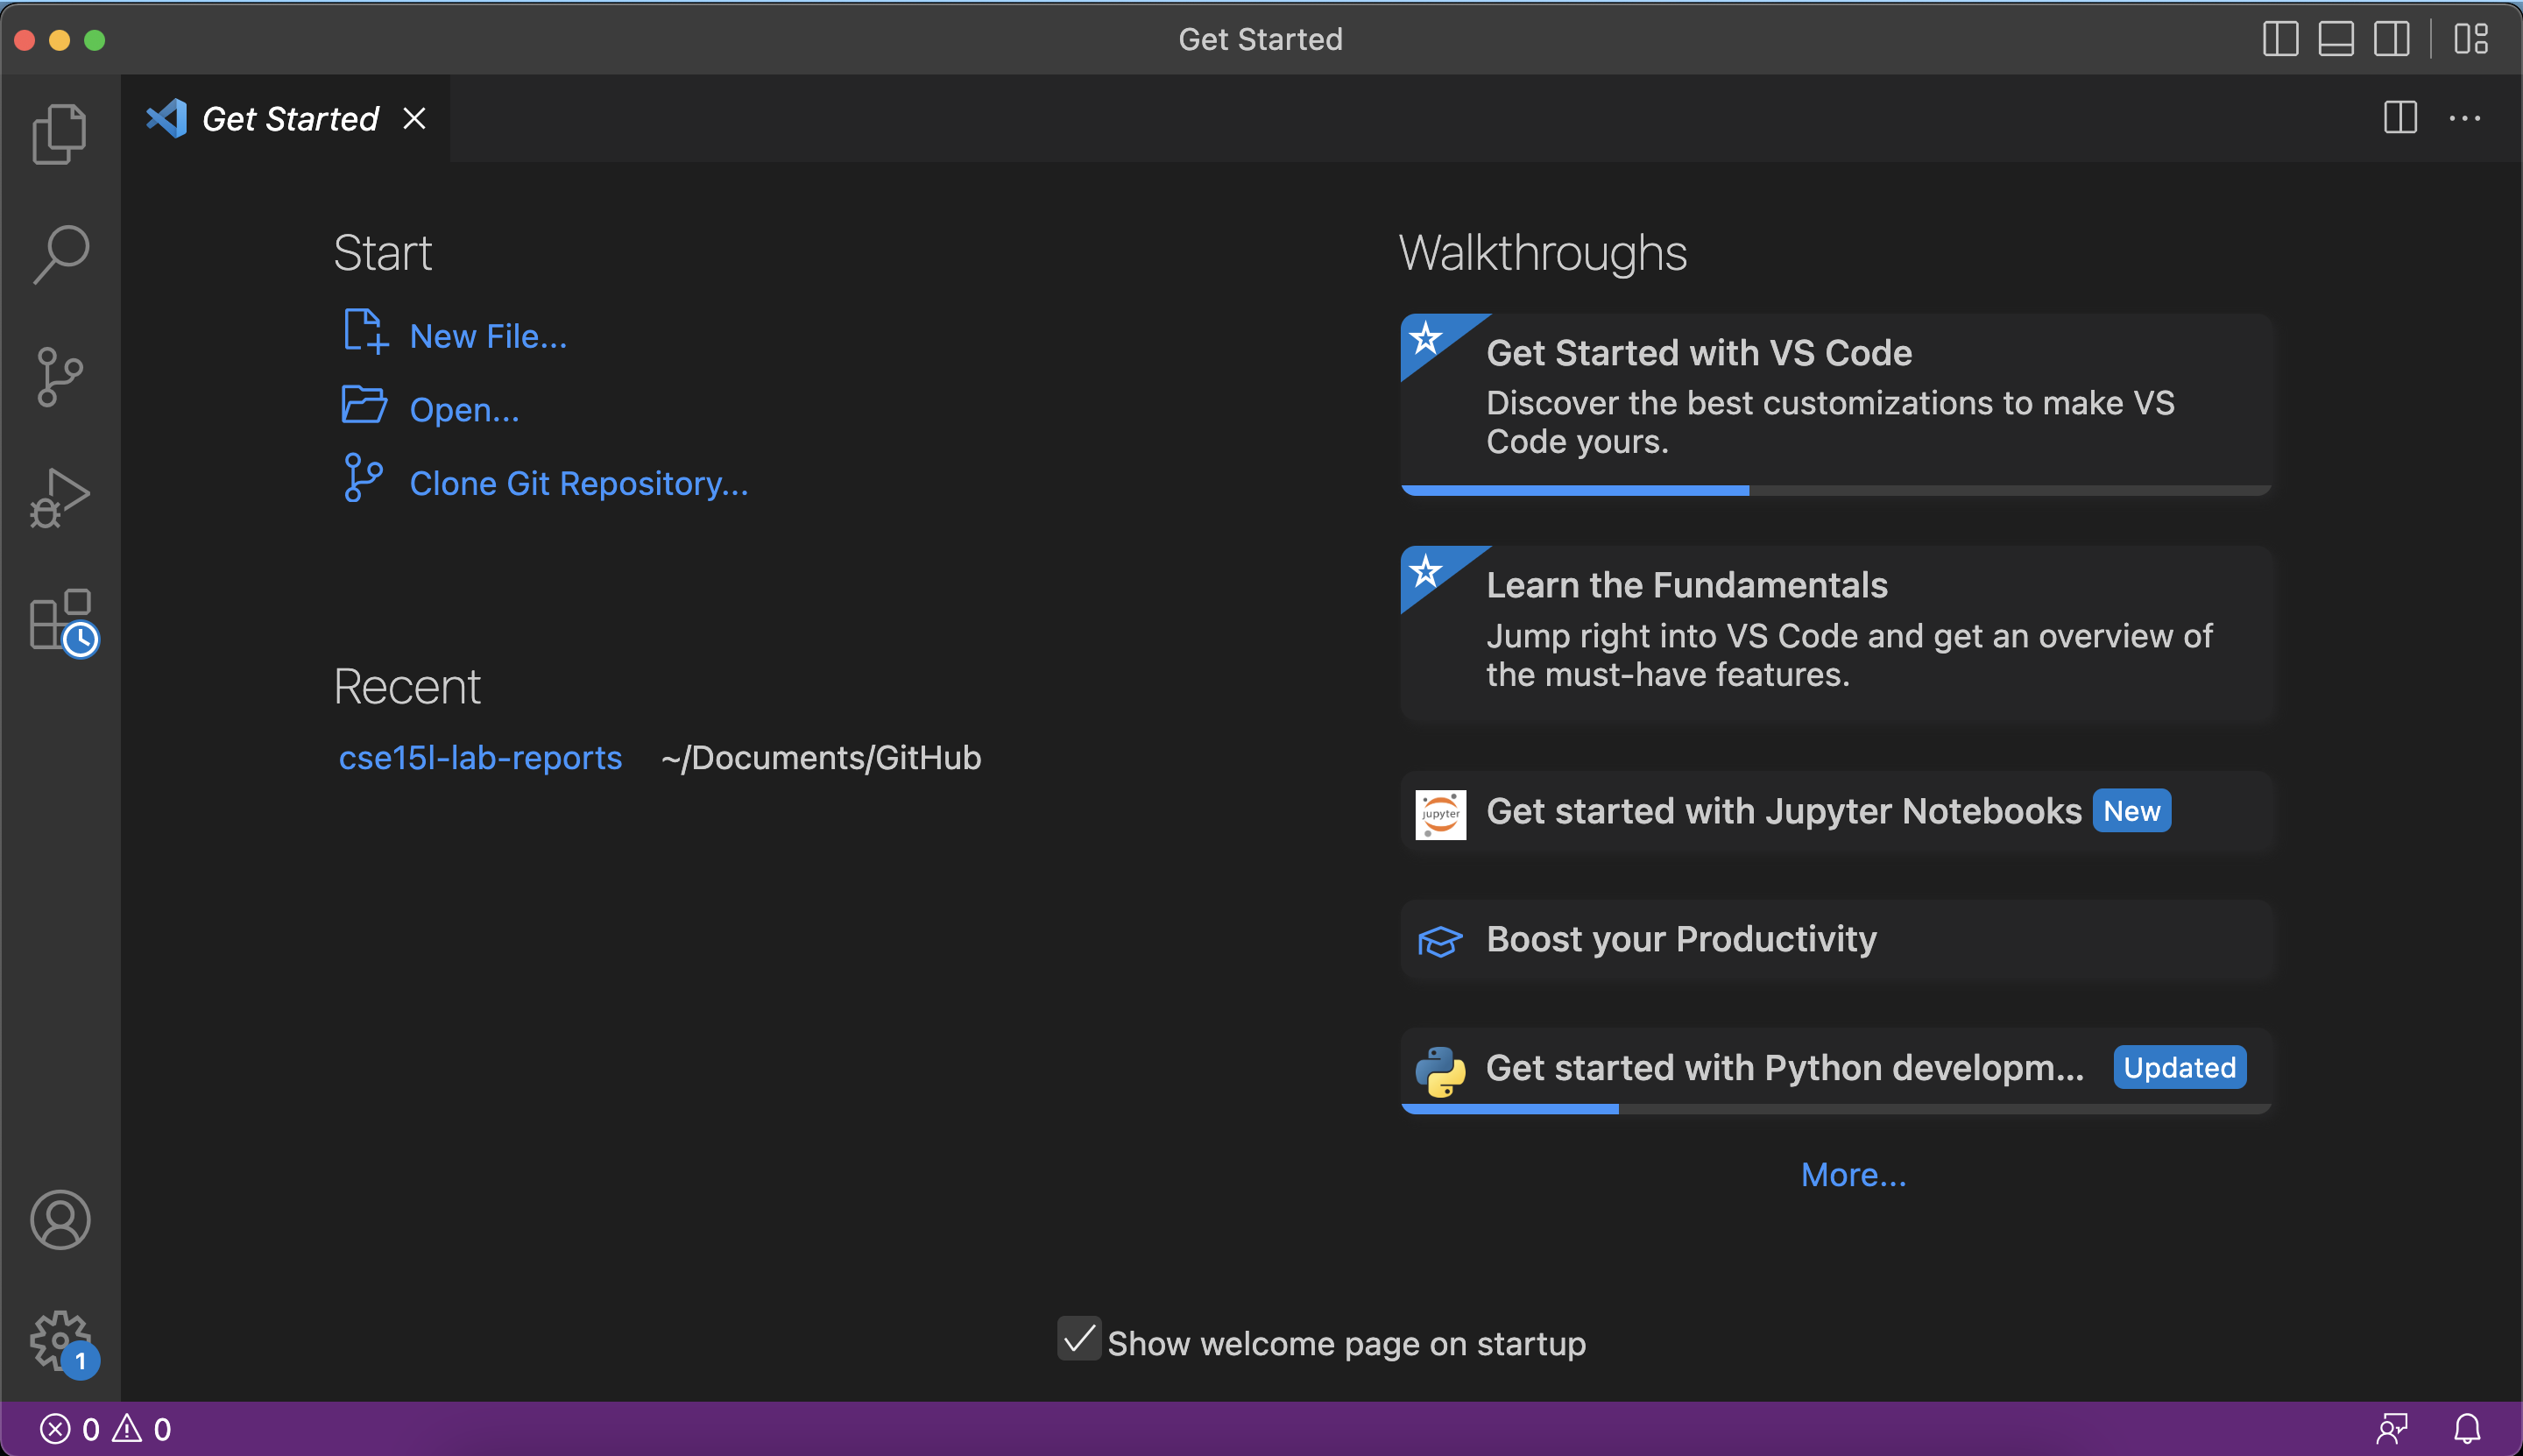 Get Started
Get Started
Start
New File...
Open...
Clone Git Repository...
Recent
cse15l-lab-reports ~/Documents/GitHub
Walkthroughs
Get Started with VS Code
Discover the best customizations to make VS
Code yours.
Learn the Fundamentals
Jump right into VS Code and get an overview of
the must-have features.
jupyter
Get started with Jupyter Notebooks New
Boost your Productivity
Get started with Python developm... Updated
More...
Show welcome page on startup
1
0 0